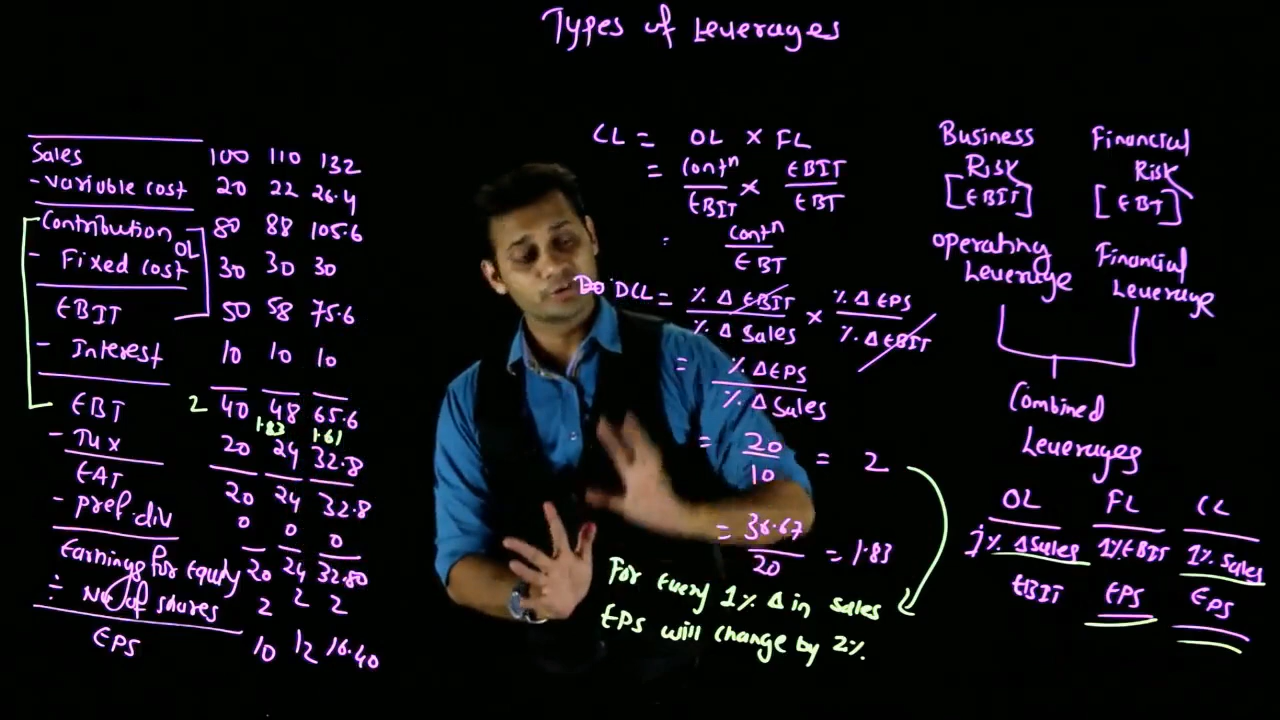 Types of Leverages
Sales 100 110 132
- Variable cost 20 22 26.4
Contribution 80 88 105.6
OL
- Fixed cost 30 30 30
EBIT 50 58 75.6
- Interest 10 10 10
EBT 2 40 48 65.6
1.83 1.61
- Tax 20 24 32.8
EAT 20 24 32.8
- pref. div 0 0 0
Earnings for equity 20 24 32.80
÷ No. of shares 2 2 2
EPS 10 12 16.40
CL = OL × FL
= Contⁿ/EBIT × EBIT/EBT
= Contⁿ/EBT
DCL = % Δ EBIT/% Δ Sales × % Δ EPS/% Δ EBIT
= % Δ EPS/% Δ Sales
= 20/10 = 2
= 36.67/20 = 1.83
For every 1% Δ in sales
EPS will change by 2%.
Business Financial
Risk Risk
[EBIT] [EBT]
Operating Financial
Leverage Leverage
Combined
Leverages
OL FL CL
1% Δ Sales 1% EBIT 1% Sales
EBIT EPS EPS